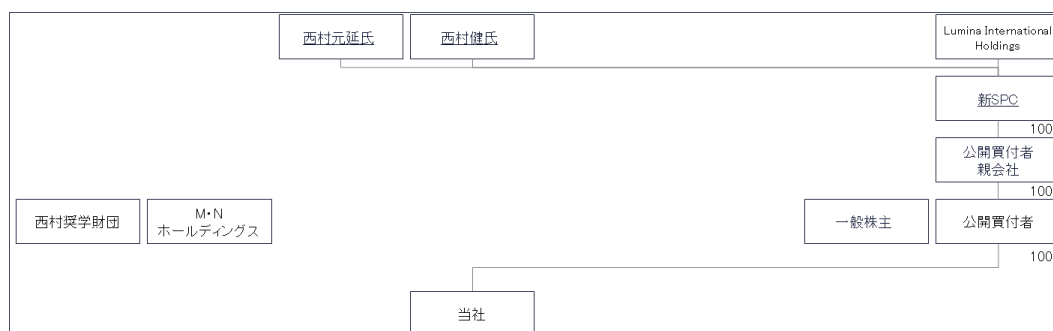 西村元延氏
西村健氏
Lumina International
Holdings
新SPC
100
公開買付者
親会社
100
西村奨学財団
M・N
ホールディングス
一般株主
公開買付者
100
当社